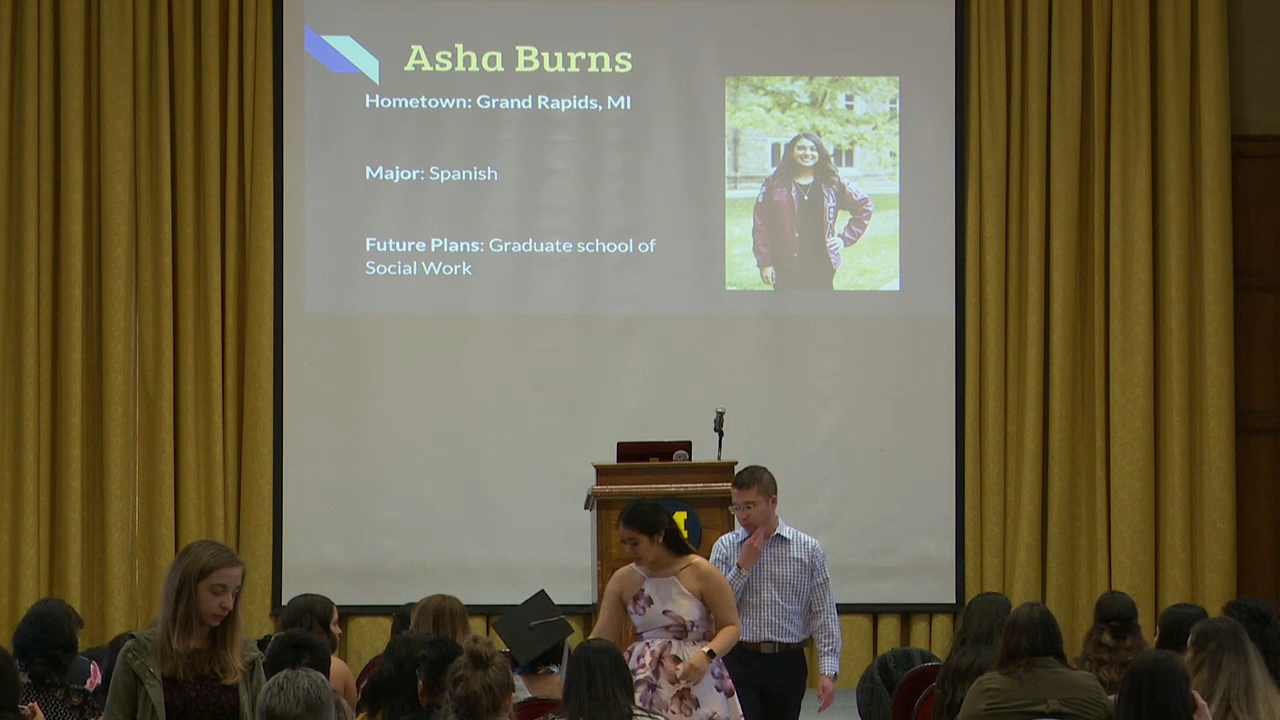 Asha Burns
Hometown: Grand Rapids, MI
Major: Spanish
Future Plans: Graduate school of
Social Work
M